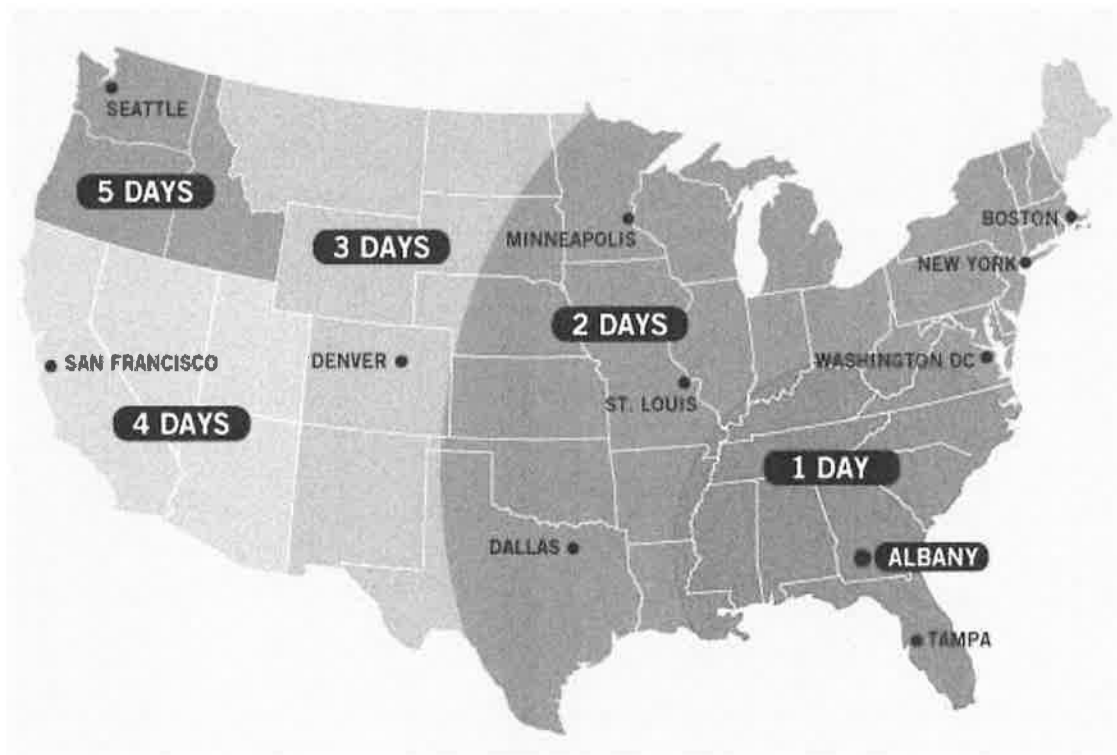 SEATTLE
5 DAYS
3 DAYS
MINNEAPOLIS
BOSTON
NEW YORK
2 DAYS
SAN FRANCISCO
DENVER
WASHINGTON DC
ST. LOUIS
4 DAYS
1 DAY
DALLAS
ALBANY
TAMPA